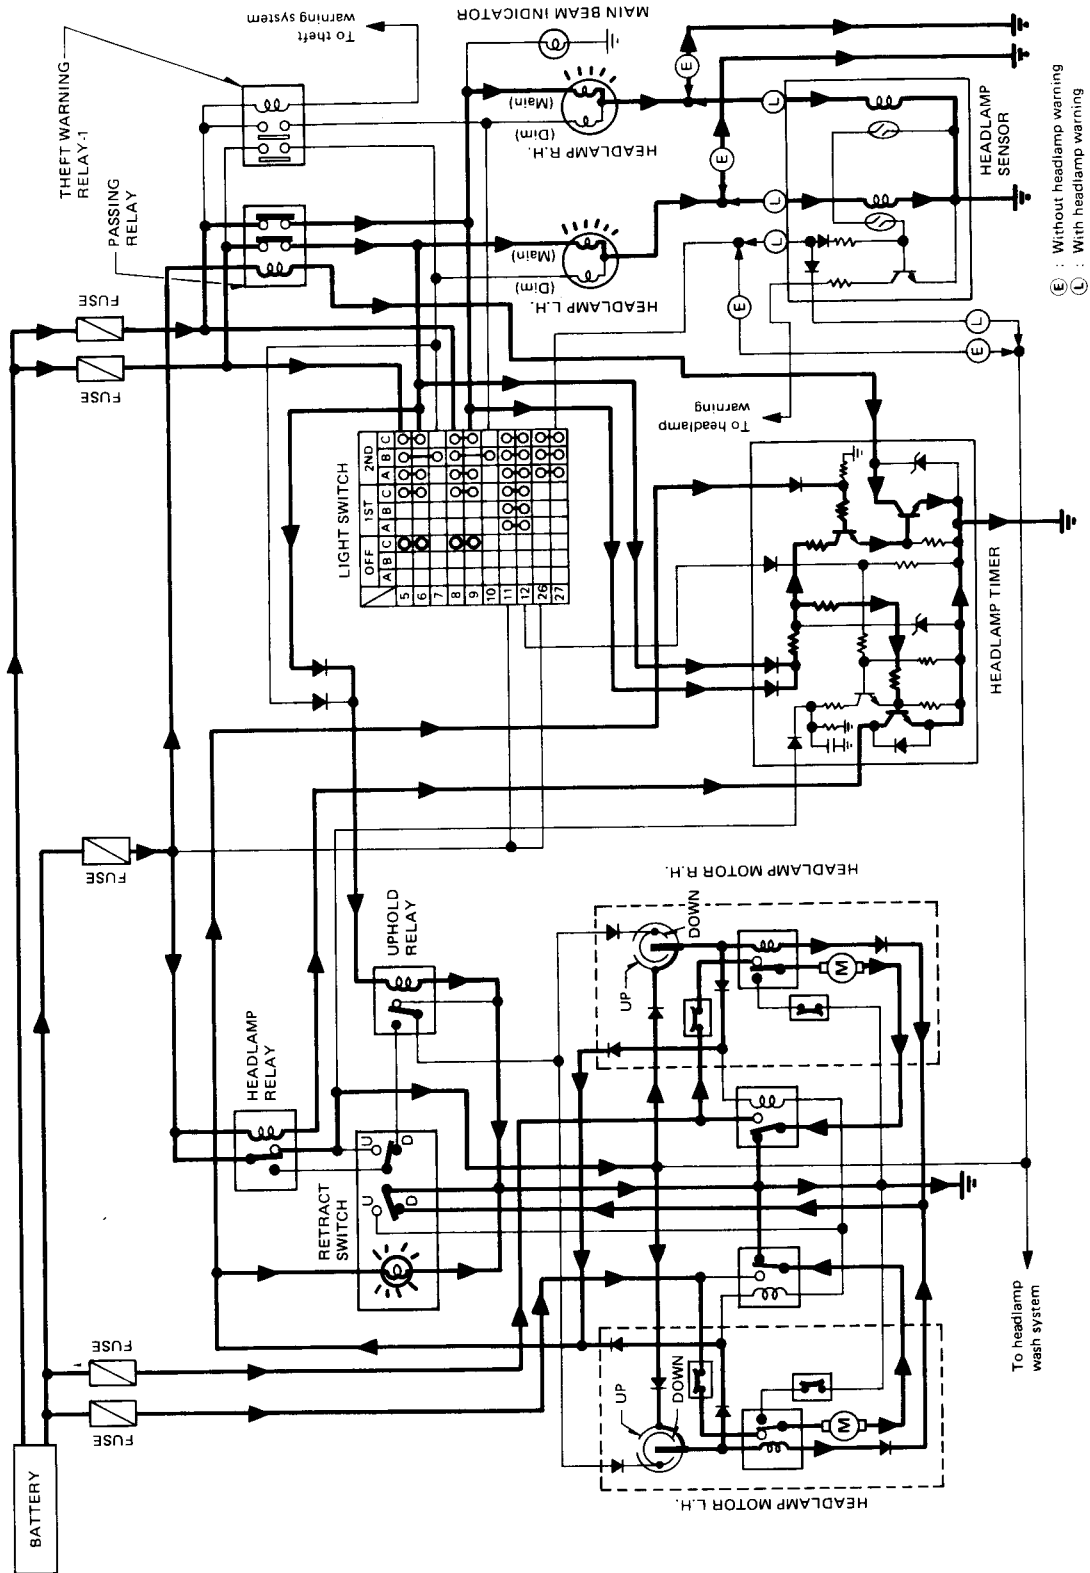 BATTERY
FUSE
FUSE
FUSE
FUSE
FUSE
THEFT WARNING
RELAY-1
To theft
warning system
PASSING
RELAY
MAIN BEAM INDICATOR
HEADLAMP
RELAY
UPHOLD
RELAY
RETRACT
SWITCH
U
D
U
D
LIGHT SWITCH
OFF
1ST
2ND
A
B
C
A
B
C
A
B
C
5
6
7
8
9
10
11
12
26
27
(Main)
(Dim)
HEADLAMP L.H.
(Main)
(Dim)
HEADLAMP R.H.
E
E
L
L
L
E
E
L
To headlamp
warning
HEADLAMP
SENSOR
HEADLAMP TIMER
UP
DOWN
M
HEADLAMP MOTOR L.H.
UP
DOWN
M
HEADLAMP MOTOR R.H.
To headlamp
wash system
E : Without headlamp warning
L : With headlamp warning